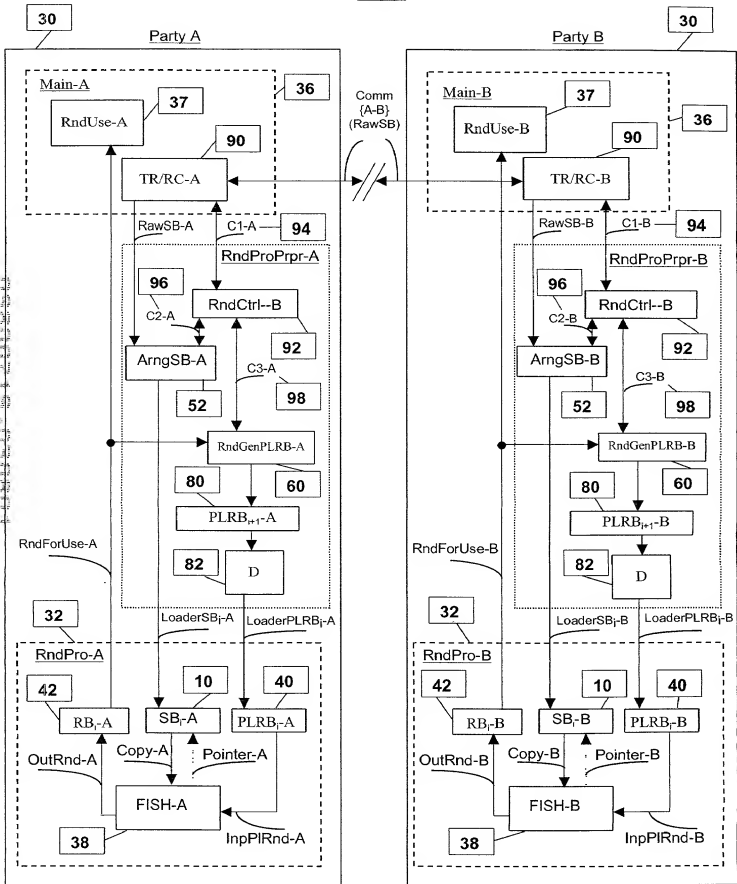 30
Party A
Main-A
RndUse-A
37
36
90
TR/RC-A
Comm
{A-B}
(RawSB)
RawSB-A
C1-A
94
RndProPrpr-A
96
C2-A
RndCtrl--B
92
ArngSB-A
52
C3-A
98
RndGenPLRB-A
60
80
PLRBi+1-A
82
D
RndForUse-A
32
LoaderSBi-A
LoaderPLRBi-A
RndPro-A
42
10
40
RBi-A
SBi-A
PLRBi-A
Copy-A
Pointer-A
OutRnd-A
FISH-A
38
InpPlRnd-A
30
Party B
Main-B
RndUse-B
37
36
90
TR/RC-B
RawSB-B
C1-B
94
RndProPrpr-B
96
C2-B
RndCtrl--B
92
ArngSB-B
52
C3-B
98
RndGenPLRB-B
60
80
PLRBi+1-B
82
D
RndForUse-B
32
LoaderSBi-B
LoaderPLRBi-B
RndPro-B
42
10
40
RBi-B
SBi-B
PLRBi-B
Copy-B
Pointer-B
OutRnd-B
FISH-B
38
InpPlRnd-B